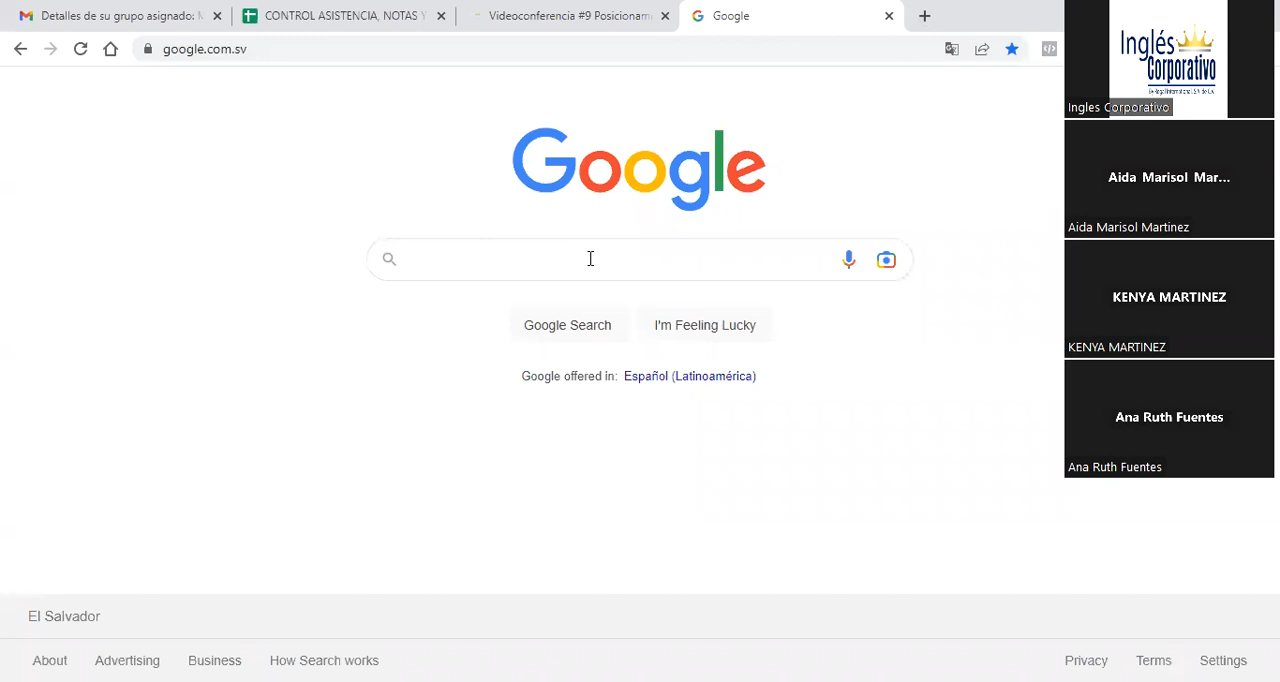 Detalles de su grupo asignado: N
CONTROL ASISTENCIA, NOTAS Y
Videoconferencia #9 Posicionam
Google
google.com.sv
Google
Google Search
I'm Feeling Lucky
Google offered in: Español (Latinoamérica)
El Salvador
About
Advertising
Business
How Search works
Privacy
Terms
Settings
Inglés
Corporativo
Ingles Corporativo
Aida Marisol Mar...
Aida Marisol Martinez
KENYA MARTINEZ
KENYA MARTINEZ
Ana Ruth Fuentes
Ana Ruth Fuentes